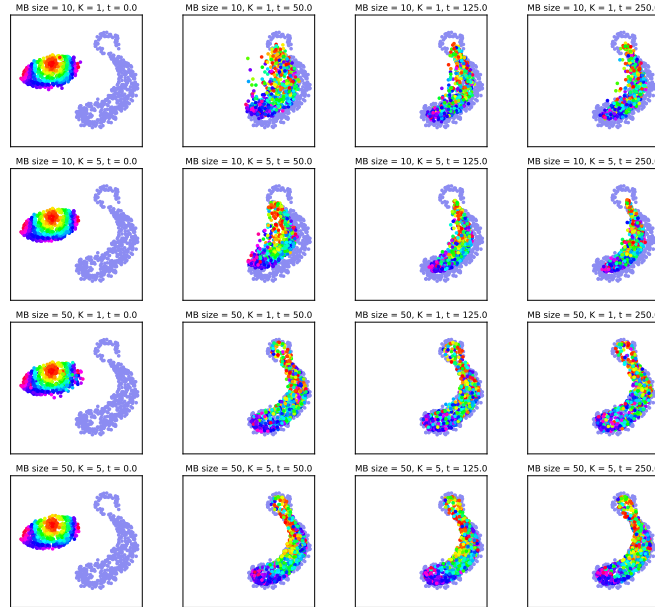 MB size = 10, K = 1, t = 0.0
MB size = 10, K = 1, t = 50.0
MB size = 10, K = 1, t = 125.0
MB size = 10, K = 1, t = 250.
MB size = 10, K = 5, t = 0.0
MB size = 10, K = 5, t = 50.0
MB size = 10, K = 5, t = 125.0
MB size = 10, K = 5, t = 250.
MB size = 50, K = 1, t = 0.0
MB size = 50, K = 1, t = 50.0
MB size = 50, K = 1, t = 125.0
MB size = 50, K = 1, t = 250.
MB size = 50, K = 5, t = 0.0
MB size = 50, K = 5, t = 50.0
MB size = 50, K = 5, t = 125.0
MB size = 50, K = 5, t = 250.